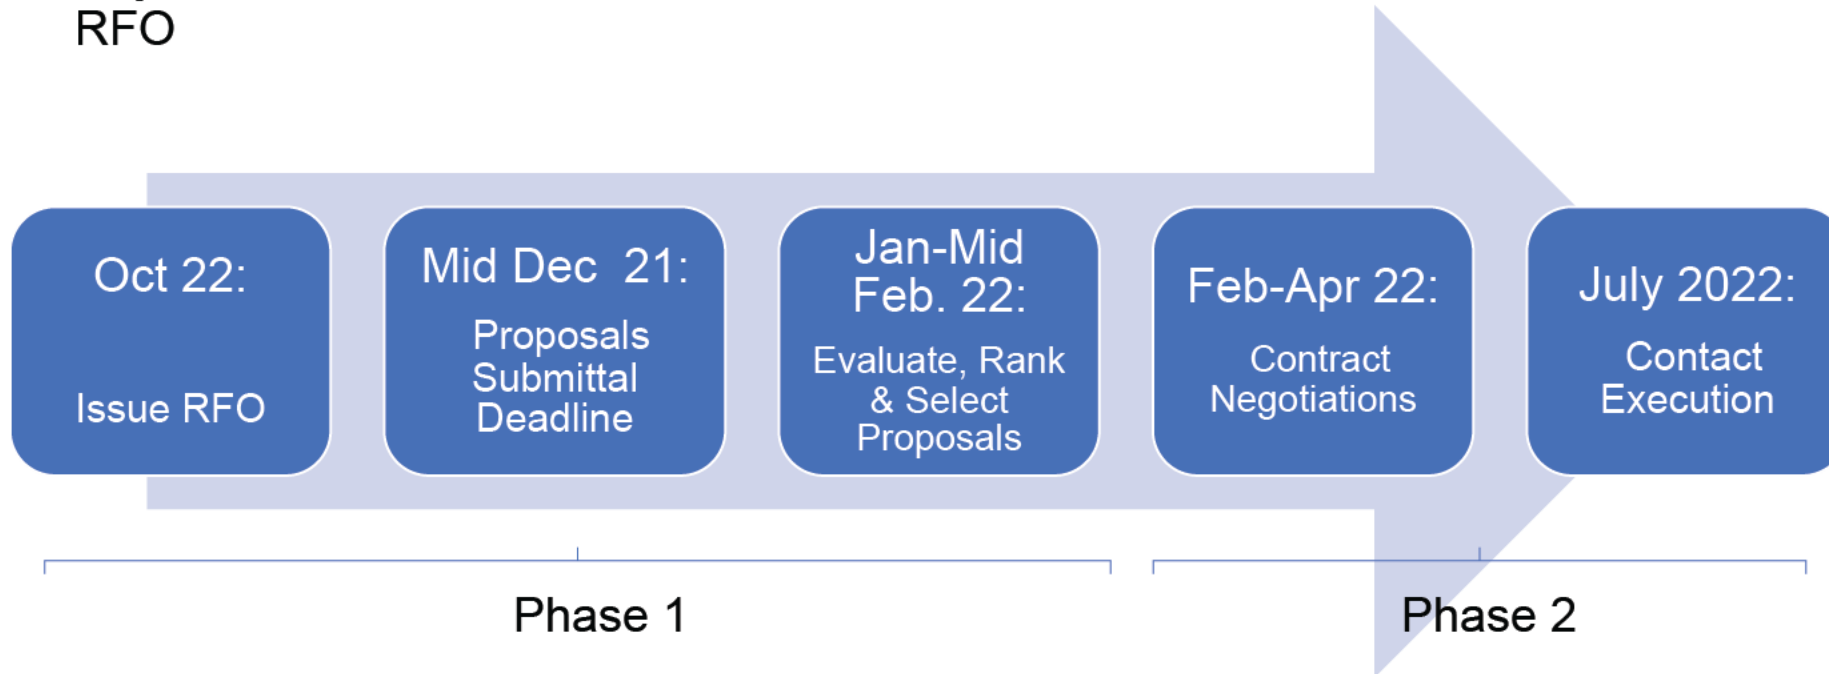 RFO
Oct 22:
Issue RFO
Mid Dec  21:
Proposals
Submittal
Deadline
Jan-Mid
Feb. 22:
Evaluate, Rank
& Select
Proposals
Feb-Apr 22:
Contract
Negotiations
July 2022:
Contact
Execution
Phase 1
Phase 2